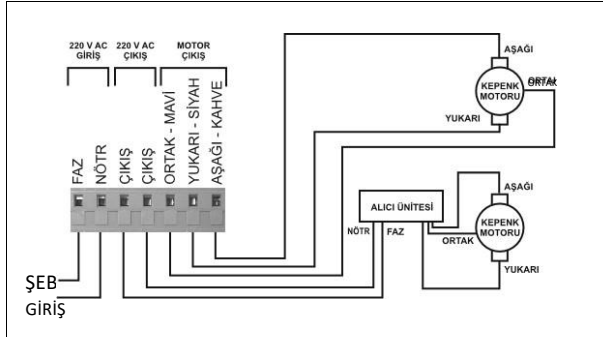 220 V AC
GİRİŞ
220 V AC
ÇIKIŞ
MOTOR
ÇIKIŞ
FAZ
NÖTR
ÇIKIŞ
ÇIKIŞ
ORTAK - MAVİ
YUKARI - SİYAH
AŞAĞI - KAHVE
AŞAĞI
KEPENK
MOTORU
ORTAK
YUKARI
ALICI ÜNİTESİ
NÖTR
FAZ
AŞAĞI
KEPENK
MOTORU
ORTAK
YUKARI
ŞEB
GİRİŞ